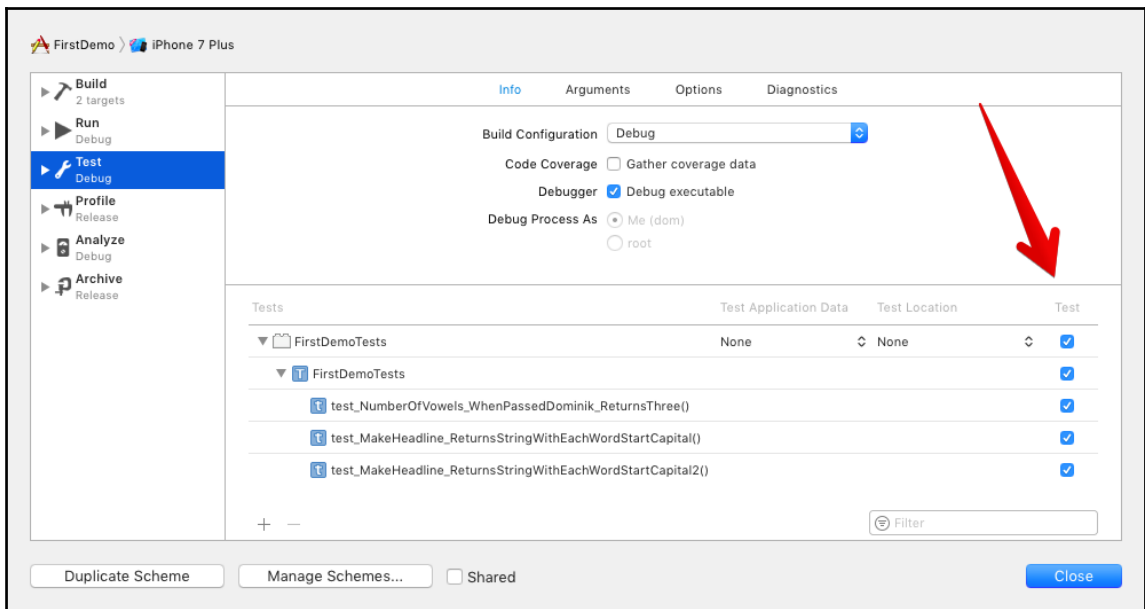 FirstDemo iPhone 7 Plus
Build
2 targets
Run
Debug
Test
Debug
Profile
Release
Analyze
Debug
Archive
Release
Info Arguments Options Diagnostics
Build Configuration Debug
Code Coverage Gather coverage data
Debugger Debug executable
Debug Process As Me (dom)
root
Tests Test Application Data Test Location Test
FirstDemoTests None None
T FirstDemoTests
t test_NumberOfVowels_WhenPassedDominik_ReturnsThree()
t test_MakeHeadline_ReturnsStringWithEachWordStartCapital()
t test_MakeHeadline_ReturnsStringWithEachWordStartCapital2()
+ − Filter
Duplicate Scheme Manage Schemes... Shared Close